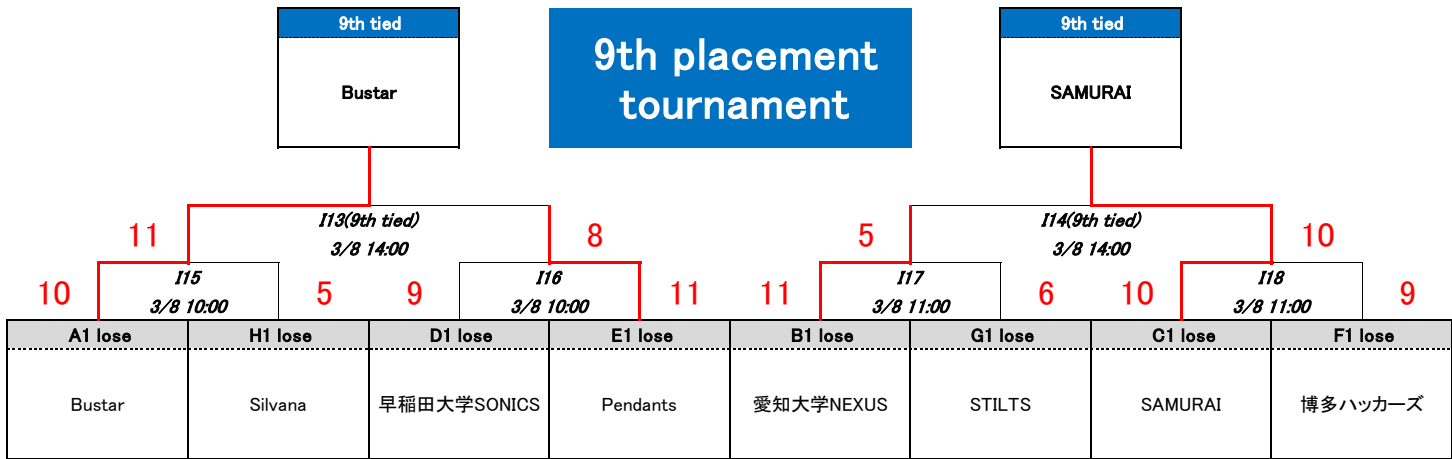 9th tied
Bustar
9th placement
tournament
9th tied
SAMURAI
11
I13(9th tied)
3/8 14:00
8
5
I14(9th tied)
3/8 14:00
10
10
I15
3/8 10:00
5
9
I16
3/8 10:00
11
11
I17
3/8 11:00
6
10
I18
3/8 11:00
9
A1 lose
H1 lose
D1 lose
E1 lose
B1 lose
G1 lose
C1 lose
F1 lose
Bustar
Silvana
早稲田大学SONICS
Pendants
愛知大学NEXUS
STILTS
SAMURAI
博多ハッカーズ